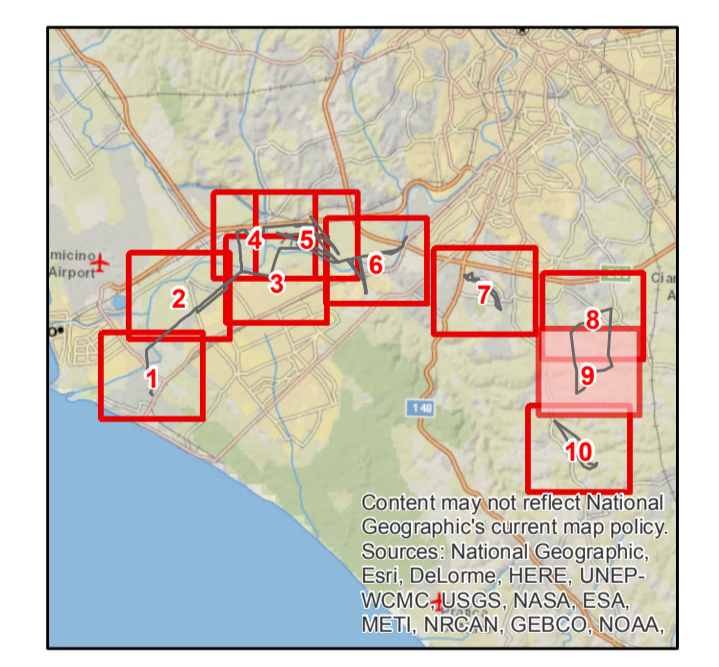 micino
Airport
o
4
5
6
2
3
7
Cia
A
8
1
9
148
10
Content may not reflect National
Geographic's current map policy.
Sources: National Geographic,
Esri, DeLorme, HERE, UNEP-
WCMC, USGS, NASA, ESA,
METI, NRCAN, GEBCO, NOAA,